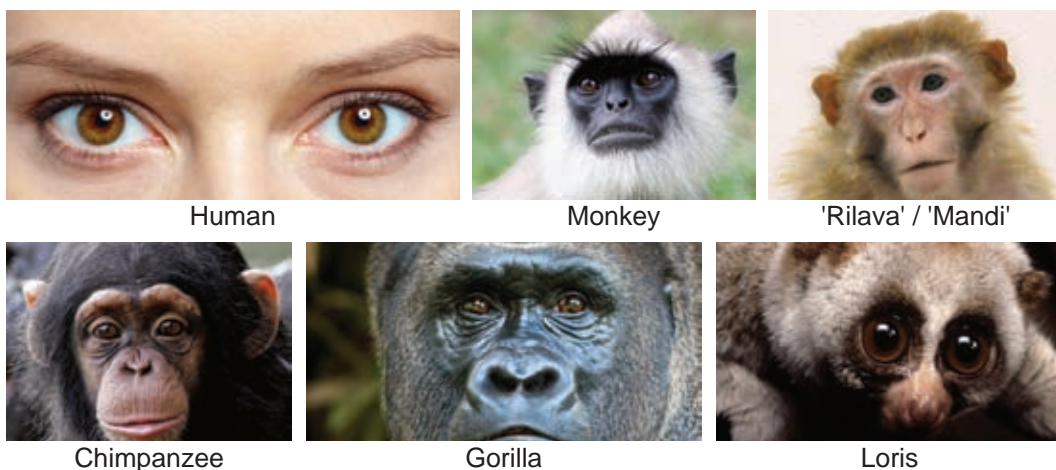 Human
Monkey
'Rilava' / 'Mandi'
Chimpanzee
Gorilla
Loris